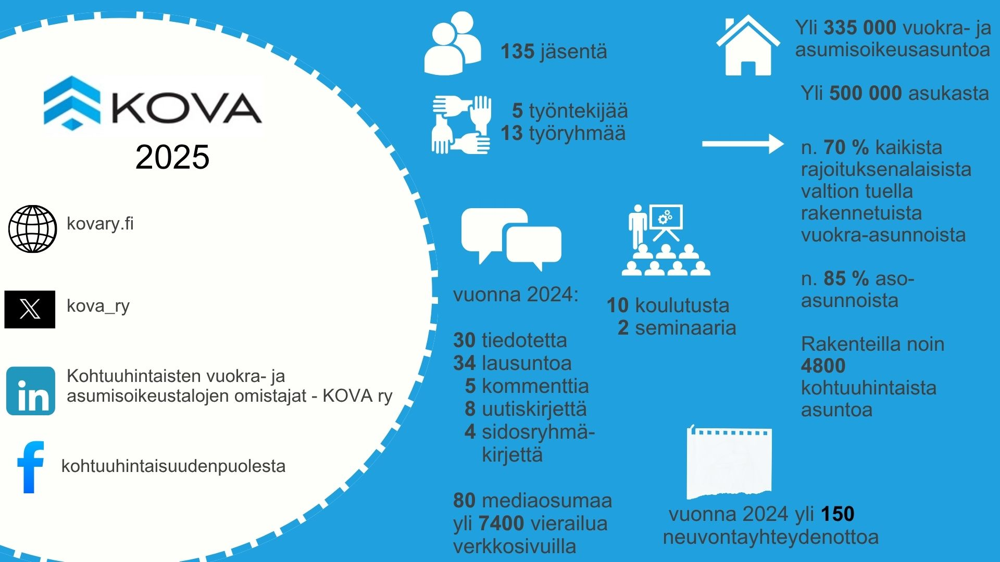 KOVA
2025
kovary.fi
kova_ry
Kohtuuhintaisten vuokra- ja
asumisoikeustalojen omistajat - KOVA ry
kohtuuhintaisuudenpuolesta
135 jäsentä
5 työntekijää
13 työryhmää
vuonna 2024:
30 tiedotetta
34 lausuntoa
5 kommenttia
8 uutiskirjettä
4 sidosryhmä-
kirjettä
80 mediaosumaa
yli 7400 vierailua
verkkosivuilla
10 koulutusta
2 seminaaria
Yli 335 000 vuokra- ja
asumisoikeusasuntoa
Yli 500 000 asukasta
n. 70 % kaikista
rajoituksenalaisista
valtion tuella
rakennetuista
vuokra-asunnoista
n. 85 % aso-
asunnoista
Rakenteilla noin
4800
kohtuuhintaista
asuntoa
vuonna 2024 yli 150
neuvontayhteydenottoa